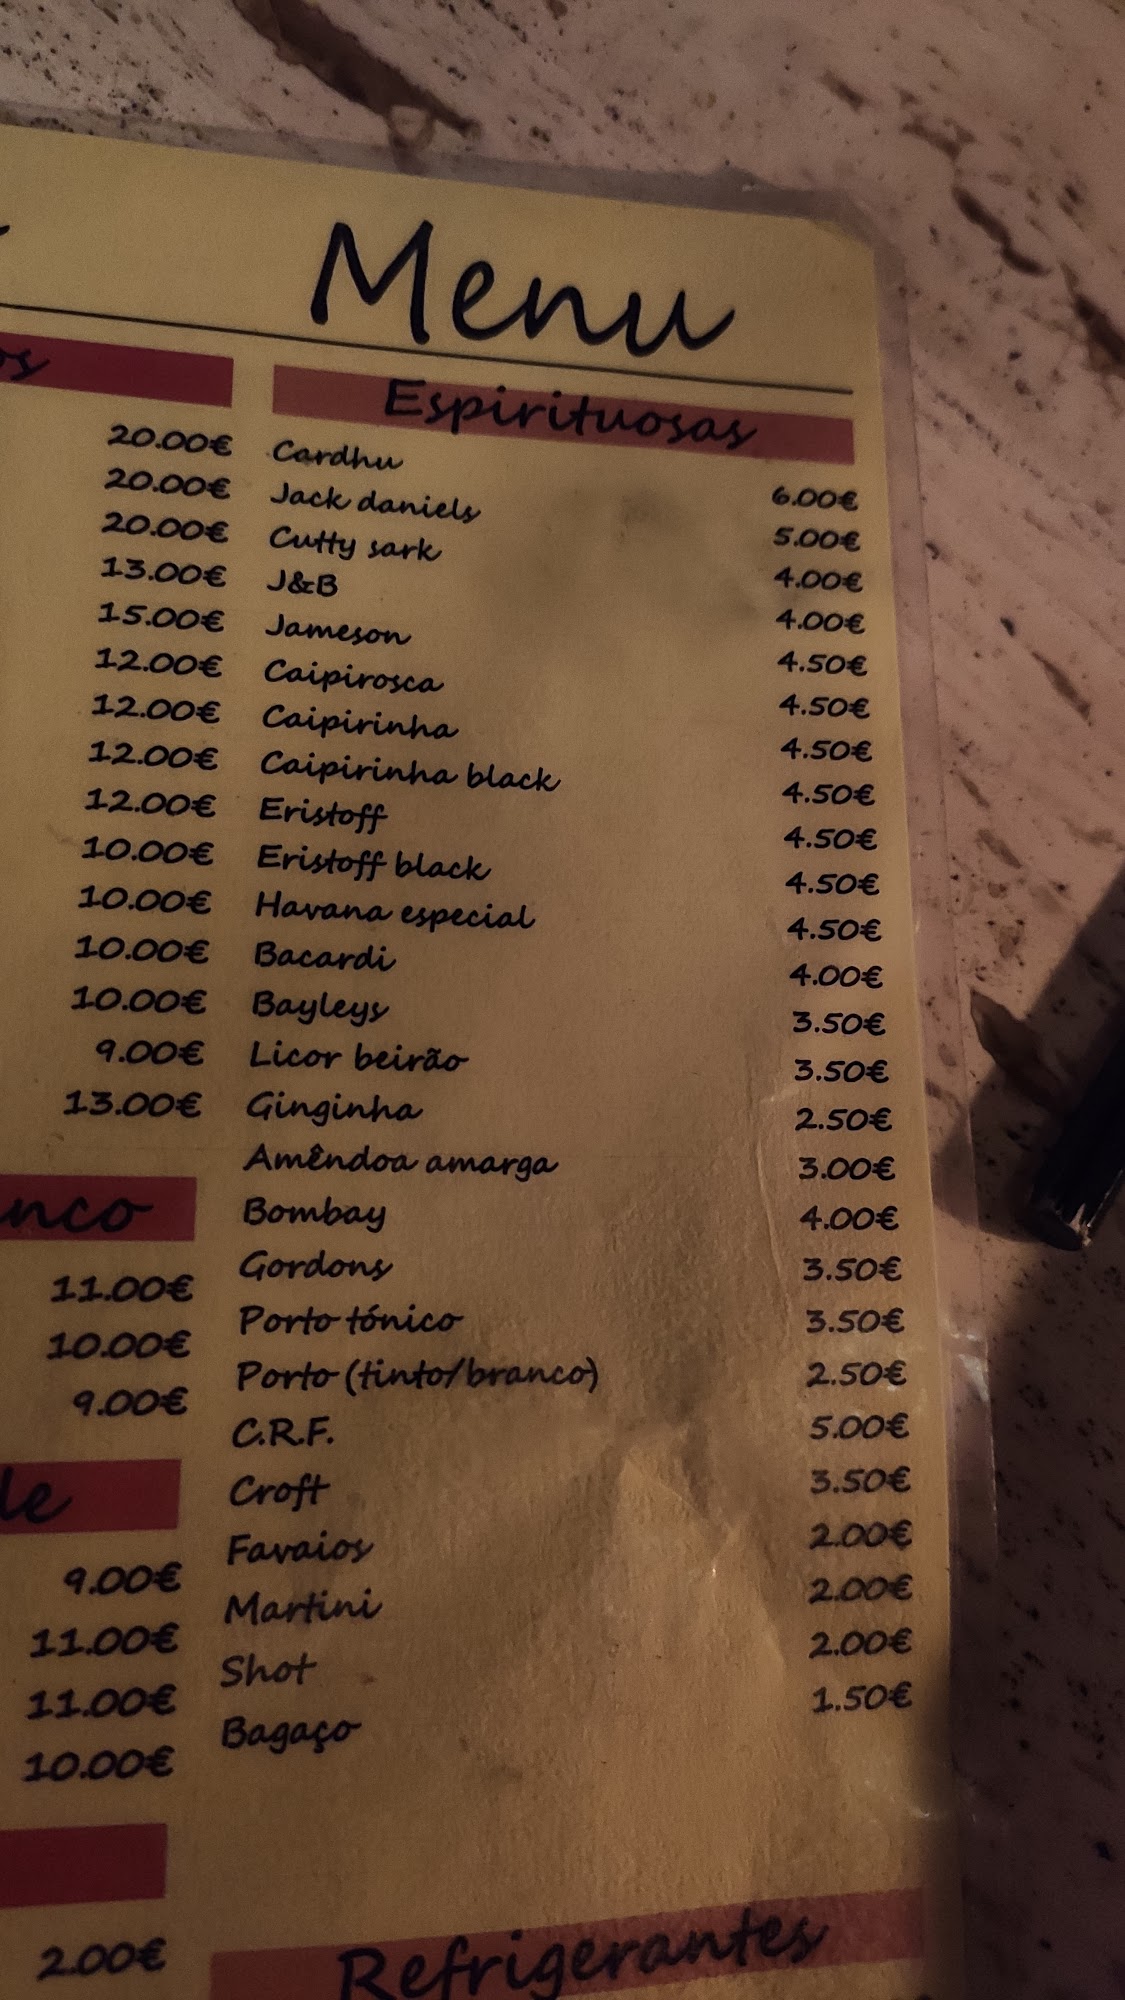 Menu
os
20.00€
20.00€
20.00€
13.00€
15.00€
12.00€
12.00€
12.00€
12.00€
10.00€
10.00€
10.00€
10.00€
9.00€
13.00€
nco
11.00€
10.00€
9.00€
de
9.00€
11.00€
11.00€
10.00€
2.00€
Espirituosas
Cardhu 6.00€
Jack daniels 5.00€
Cutty sark 4.00€
J&B 4.00€
Jameson 4.50€
Caipirosca 4.50€
Caipirinha 4.50€
Caipirinha black 4.50€
Eristoff 4.50€
Eristoff black 4.50€
Havana especial 4.50€
Bacardi 4.00€
Bayleys 3.50€
Licor beirão 3.50€
Ginginha 2.50€
Amêndoa amarga 3.00€
Bombay 4.00€
Gordons 3.50€
Porto tónico 3.50€
Porto (tinto/branco) 2.50€
C.R.F. 5.00€
Croft 3.50€
Favaios 2.00€
Martini 2.00€
Shot 2.00€
Bagaço 1.50€
Refrigerantes